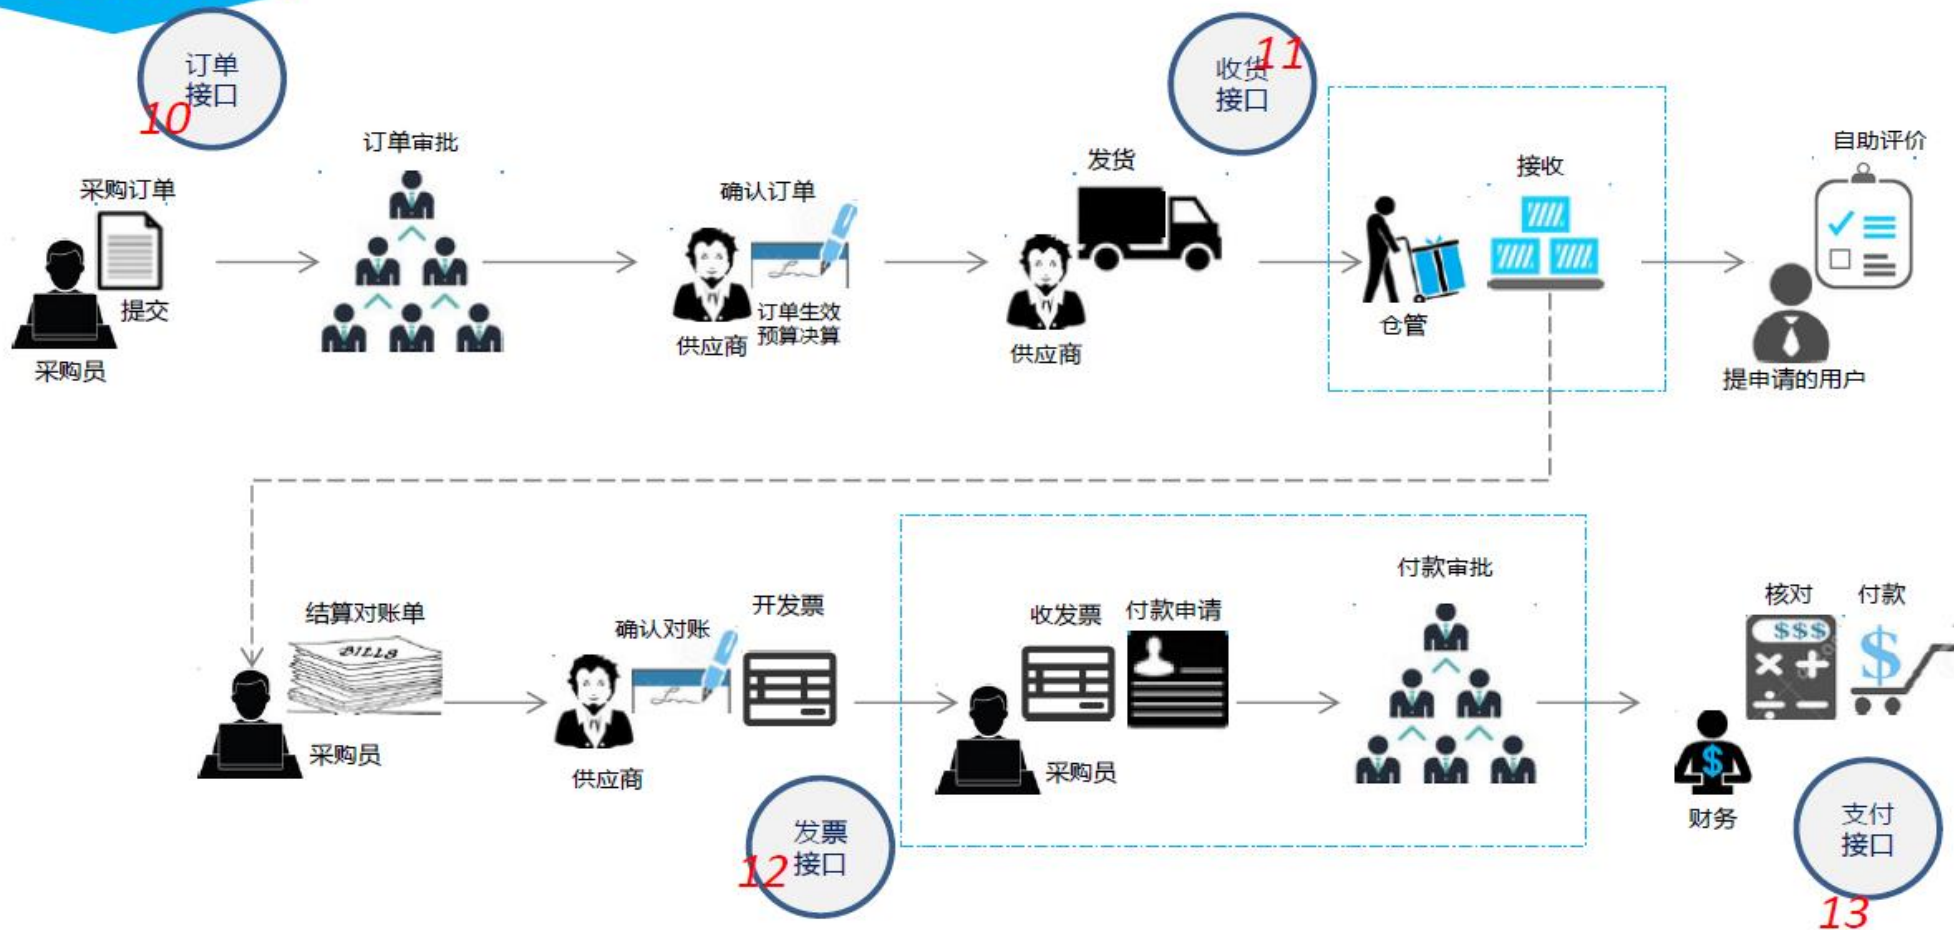 订单
接口
10
收货
接口
11
采购订单
提交
采购员
订单审批
确认订单
订单生效
预算决算
供应商
发货
供应商
接收
仓管
自助评价
提申请的用户
结算对账单
BILLS
采购员
确认对账
开发票
供应商
发票
接口
12
收发票
付款申请
采购员
付款审批
核对
付款
$$$
$
$
财务
支付
接口
13